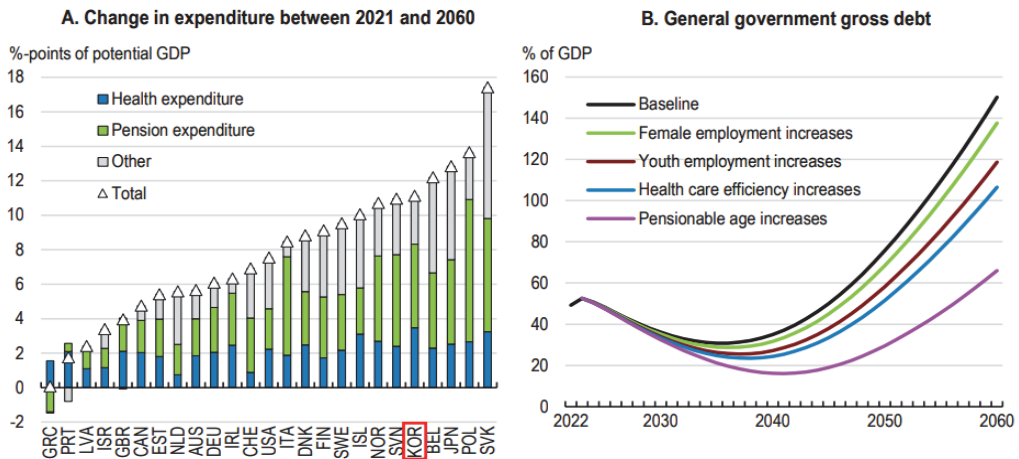 A. Change in expenditure between 2021 and 2060
%-points of potential GDP
18
16
14
12
10
8
6
4
2
0
-2
Health expenditure
Pension expenditure
Other
Total
GRC
PRT
LVA
ISR
GBR
CAN
EST
NLD
AUS
DEU
IRL
CHE
USA
ITA
DNK
FIN
SWE
ISL
NOR
SVN
KOR
BEL
JPN
POL
SVK
B. General government gross debt
% of GDP
160
140
120
100
80
60
40
20
0
Baseline
Female employment increases
Youth employment increases
Health care efficiency increases
Pensionable age increases
2022
2030
2040
2050
2060